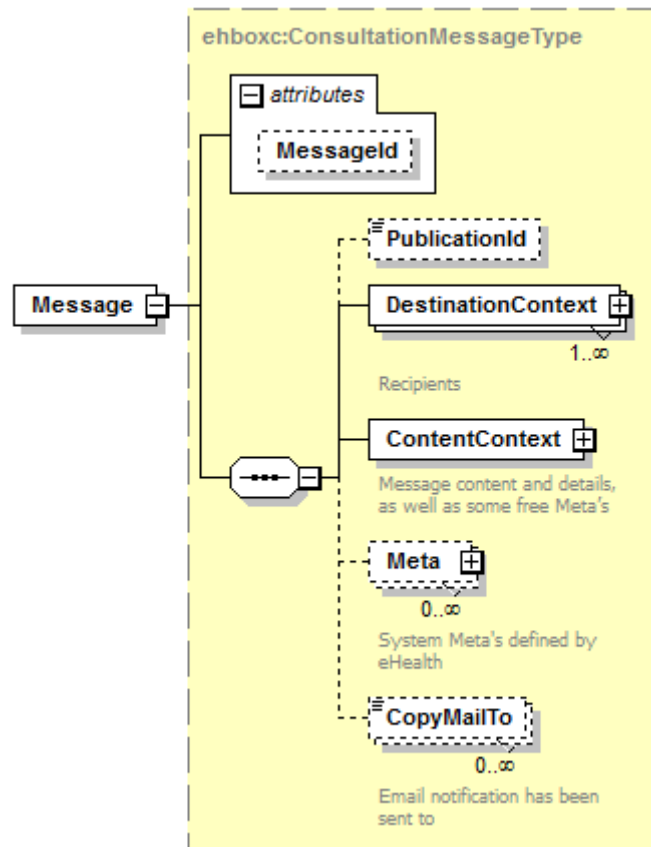 ehboxc:ConsultationMessageType
attributes
MessageId
PublicationId
Message
DestinationContext
1..∞
Recipients
ContentContext
Message content and details,
as well as some free Meta's
Meta
0..∞
System Meta's defined by
eHealth
CopyMailTo
0..∞
Email notification has been
sent to